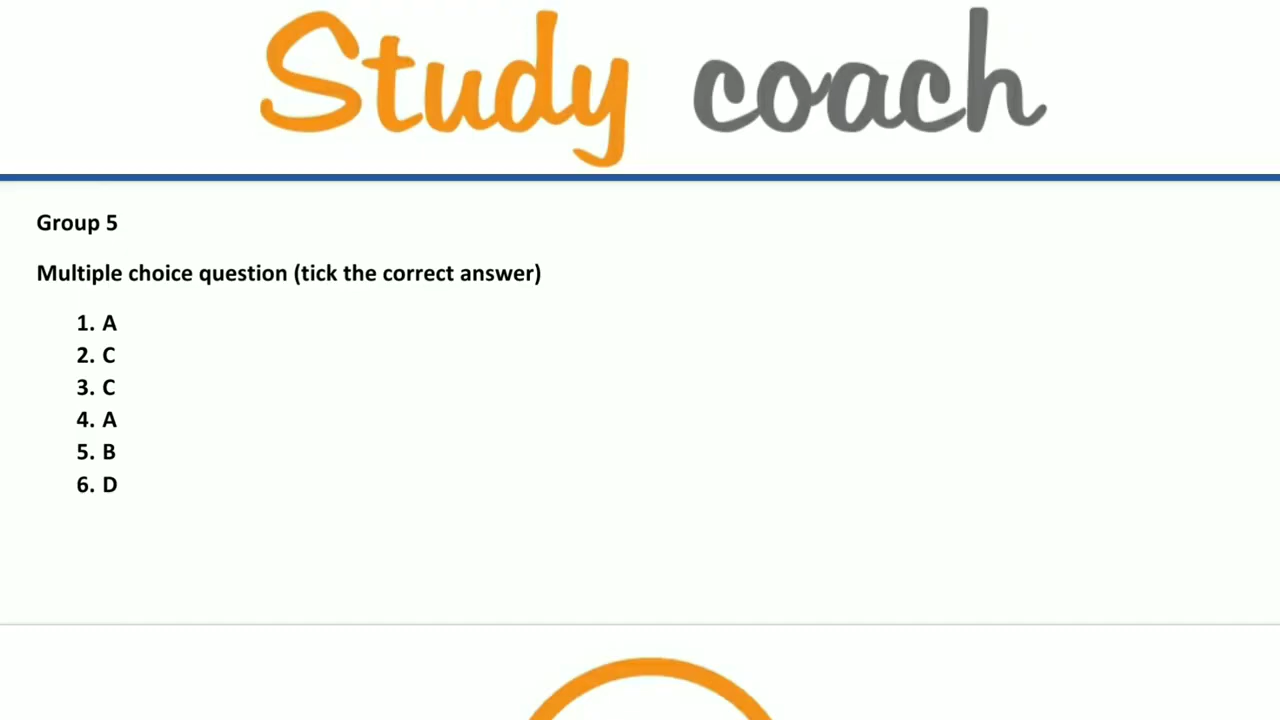 Study coach
Group 5
Multiple choice question (tick the correct answer)
1. A
2. C
3. C
4. A
5. B
6. D